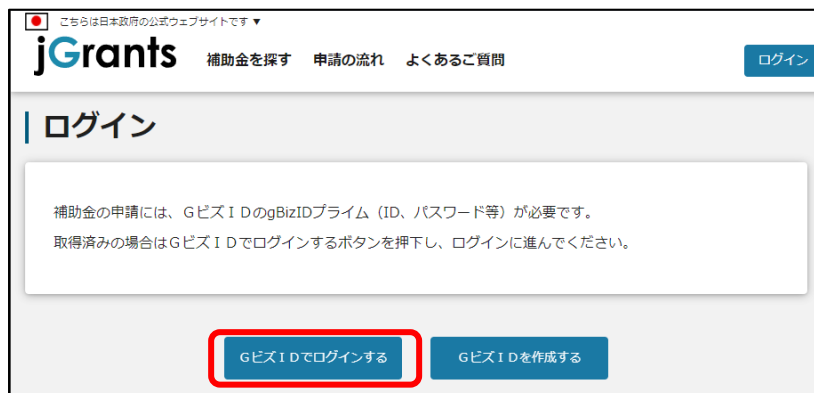 こちらは日本政府の公式ウェブサイトです ▼
jGrants 補助金を探す 申請の流れ よくあるご質問 ログイン
ログイン
補助金の申請には、GビズIDのgBizIDプライム（ID、パスワード等）が必要です。
取得済みの場合はGビズIDでログインするボタンを押下し、ログインに進んでください。
GビズIDでログインする GビズIDを作成する